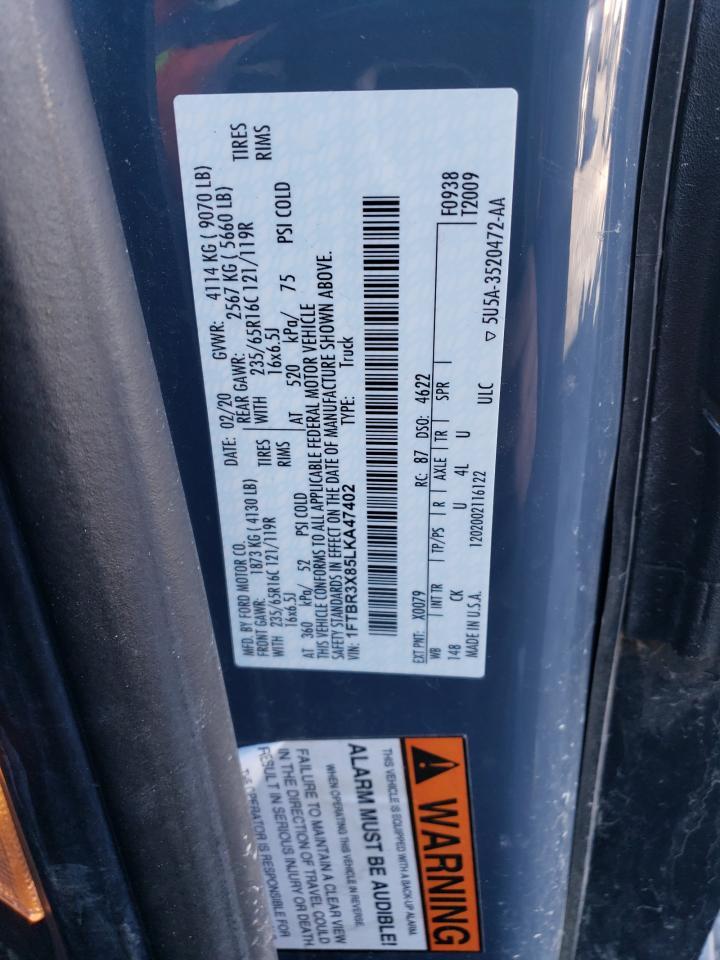 MFD. BY FORD MOTOR CO. DATE: 02/20 GVWR: 4114 KG ( 9070 LB)
FRONT GAWR: 1873 KG (4130 LB) REAR GAWR: 2567 KG ( 5660 LB)
WITH 235/65R16C 121/119R TIRES WITH 235/65R16C 121/119R TIRES
16x6.5J RIMS 16x6.5J RIMS
AT 360 kPa/ 52 PSI COLD AT 520 kPa/ 75 PSI COLD
THIS VEHICLE CONFORMS TO ALL APPLICABLE FEDERAL MOTOR VEHICLE
SAFETY STANDARDS IN EFFECT ON THE DATE OF MANUFACTURE SHOWN ABOVE.
VIN: 1FTBR3X85LKA47402 TYPE: Truck
EXT PNT: X0079 RC: 87 DSO: 4622 F0938
WB INT TR TP/PS R AXLE TR SPR T2009
148 CK U 4L U
MADE IN U.S.A. 1202002116122 ULC ▽ 5U5A-3520472-AA
WARNING
THIS VEHICLE IS EQUIPPED WITH A BACK-UP ALARM
ALARM MUST BE AUDIBLE!
WHEN OPERATING THIS VEHICLE IN REVERSE.
FAILURE TO MAINTAIN A CLEAR VIEW
IN THE DIRECTION OF TRAVEL COULD
RESULT IN SERIOUS INJURY OR DEATH
OPERATOR IS RESPONSIBLE FOR